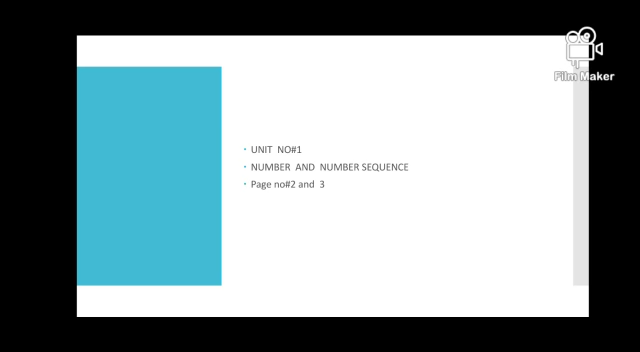 Film Maker
UNIT NO#1
NUMBER AND NUMBER SEQUENCE
Page no#2 and 3